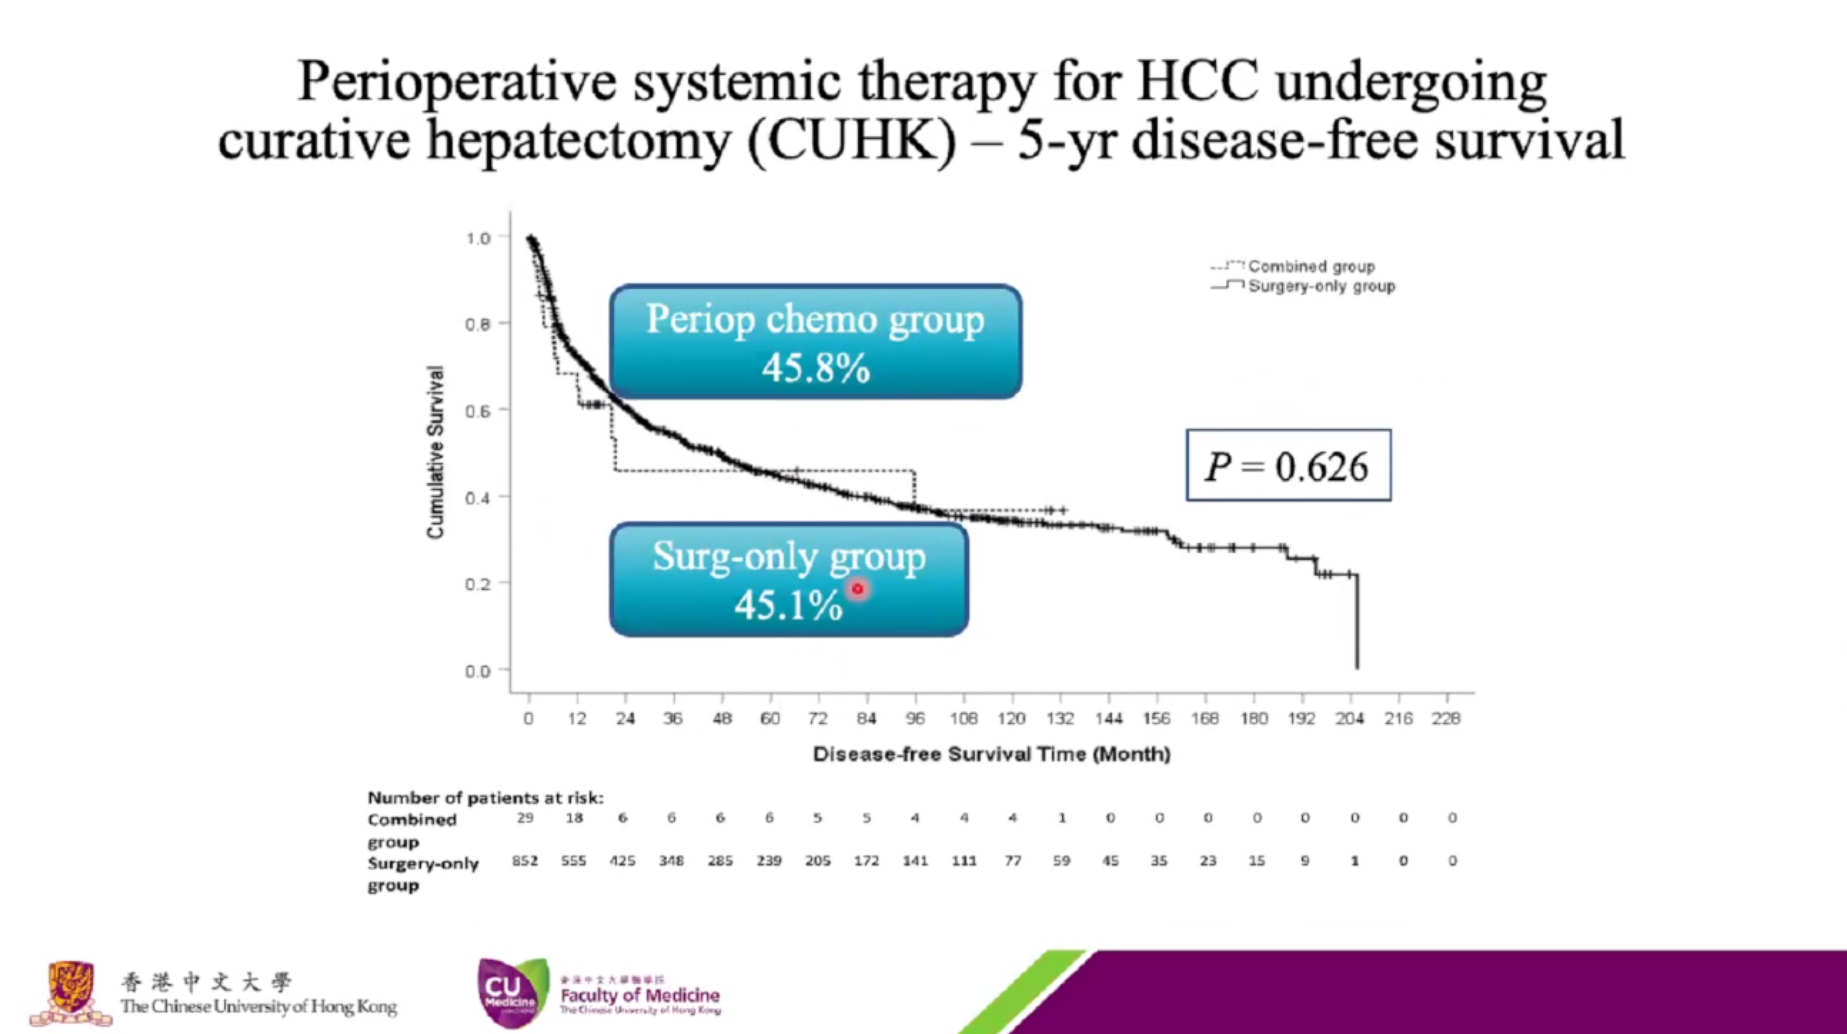 Perioperative systemic therapy for HCC undergoing
curative hepatectomy (CUHK) – 5-yr disease-free survival
Combined group
Surgery-only group
Periop chemo group
45.8%
P = 0.626
Surg-only group
45.1%
Cumulative Survival
1.0
0.8
0.6
0.4
0.2
0.0
0 12 24 36 48 60 72 84 96 108 120 132 144 156 168 180 192 204 216 228
Disease-free Survival Time (Month)
Number of patients at risk:
Combined group 29 18 6 6 6 6 5 5 4 4 4 1 0 0 0 0 0 0 0 0
Surgery-only group 852 555 425 348 285 239 205 172 141 111 77 59 45 35 23 15 9 1 0 0
香港中文大學
The Chinese University of Hong Kong
CU
Medicine
HONG KONG
香港中文大學醫學院
Faculty of Medicine
The Chinese University of Hong Kong